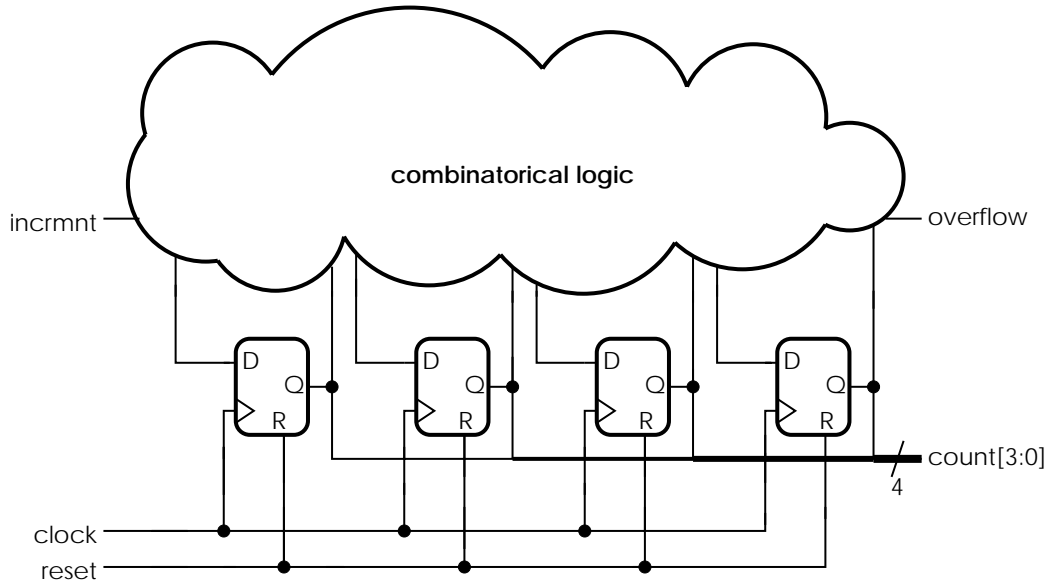 combinatorical logic
incrmnt
overflow
D
Q
R
D
Q
R
D
Q
R
D
Q
R
count[3:0]
4
clock
reset